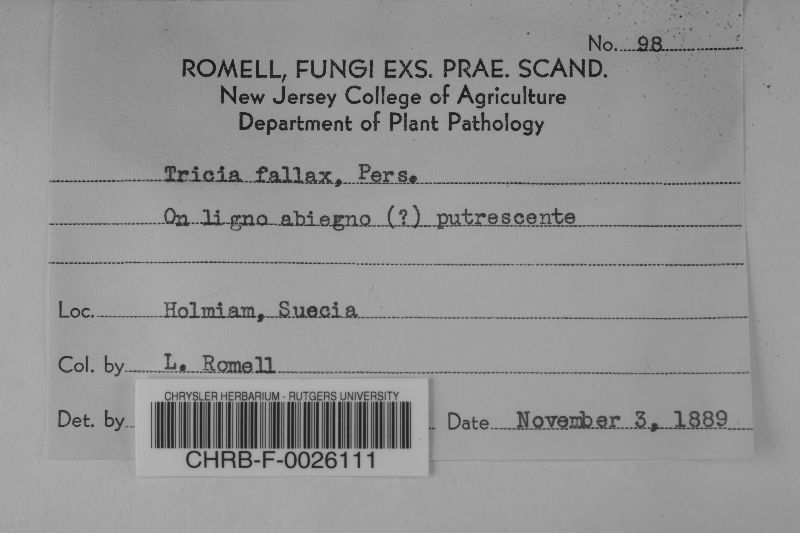 No. 98
ROMELL, FUNGI EXS. PRAE. SCAND.
New Jersey College of Agriculture
Department of Plant Pathology
Tricia fallax, Pers.
On ligno abiegno (?) putrescente
Loc. Holmiam, Suecia
Col. by L. Romell
Det. by
Date November 3, 1889
CHRYSLER HERBARIUM - RUTGERS UNIVERSITY
CHRB-F-0026111